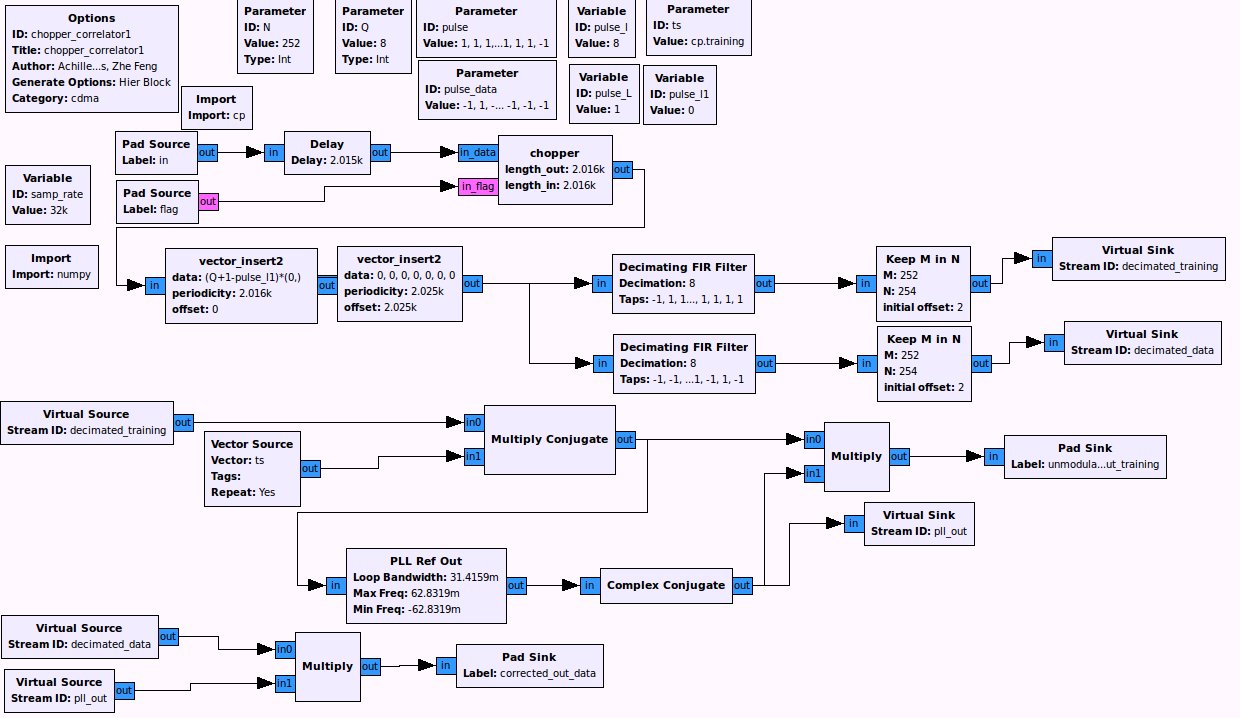 Options
ID: chopper_correlator1
Title: chopper_correlator1
Author: Achille...s, Zhe Feng
Generate Options: Hier Block
Category: cdma
Parameter
ID: N
Value: 252
Type: Int
Parameter
ID: Q
Value: 8
Type: Int
Parameter
ID: pulse
Value: 1, 1, 1,...1, 1, 1, -1
Variable
ID: pulse_l
Value: 8
Parameter
ID: ts
Value: cp.training
Import
Import: cp
Parameter
ID: pulse_data
Value: -1, 1, -... -1, -1, -1
Variable
ID: pulse_L
Value: 1
Variable
ID: pulse_l1
Value: 0
Pad Source
Label: in
out
in
Delay
Delay: 2.015k
out
in_data
in_flag
chopper
length_out: 2.016k
length_in: 2.016k
out
Variable
ID: samp_rate
Value: 32k
Pad Source
Label: flag
out
Import
Import: numpy
in
vector_insert2
data: (Q+1-pulse_l1)*(0,)
periodicity: 2.016k
offset: 0
out
vector_insert2
data: 0, 0, 0, 0, 0, 0, 0
periodicity: 2.025k
offset: 2.025k
out
in
Decimating FIR Filter
Decimation: 8
Taps: -1, 1, 1..., 1, 1, 1, 1
out
in
Keep M in N
M: 252
N: 254
initial offset: 2
out
in
Virtual Sink
Stream ID: decimated_training
in
Decimating FIR Filter
Decimation: 8
Taps: -1, -1, ...1, -1, 1, -1
out
in
Keep M in N
M: 252
N: 254
initial offset: 2
out
in
Virtual Sink
Stream ID: decimated_data
Virtual Source
Stream ID: decimated_training
out
Vector Source
Vector: ts
Tags:
Repeat: Yes
out
in0
in1
Multiply Conjugate
out
in0
in1
Multiply
out
in
Pad Sink
Label: unmodula...ut_training
in
Virtual Sink
Stream ID: pll_out
in
PLL Ref Out
Loop Bandwidth: 31.4159m
Max Freq: 62.8319m
Min Freq: -62.8319m
out
in
Complex Conjugate
out
Virtual Source
Stream ID: decimated_data
out
Virtual Source
Stream ID: pll_out
out
in0
in1
Multiply
out
in
Pad Sink
Label: corrected_out_data